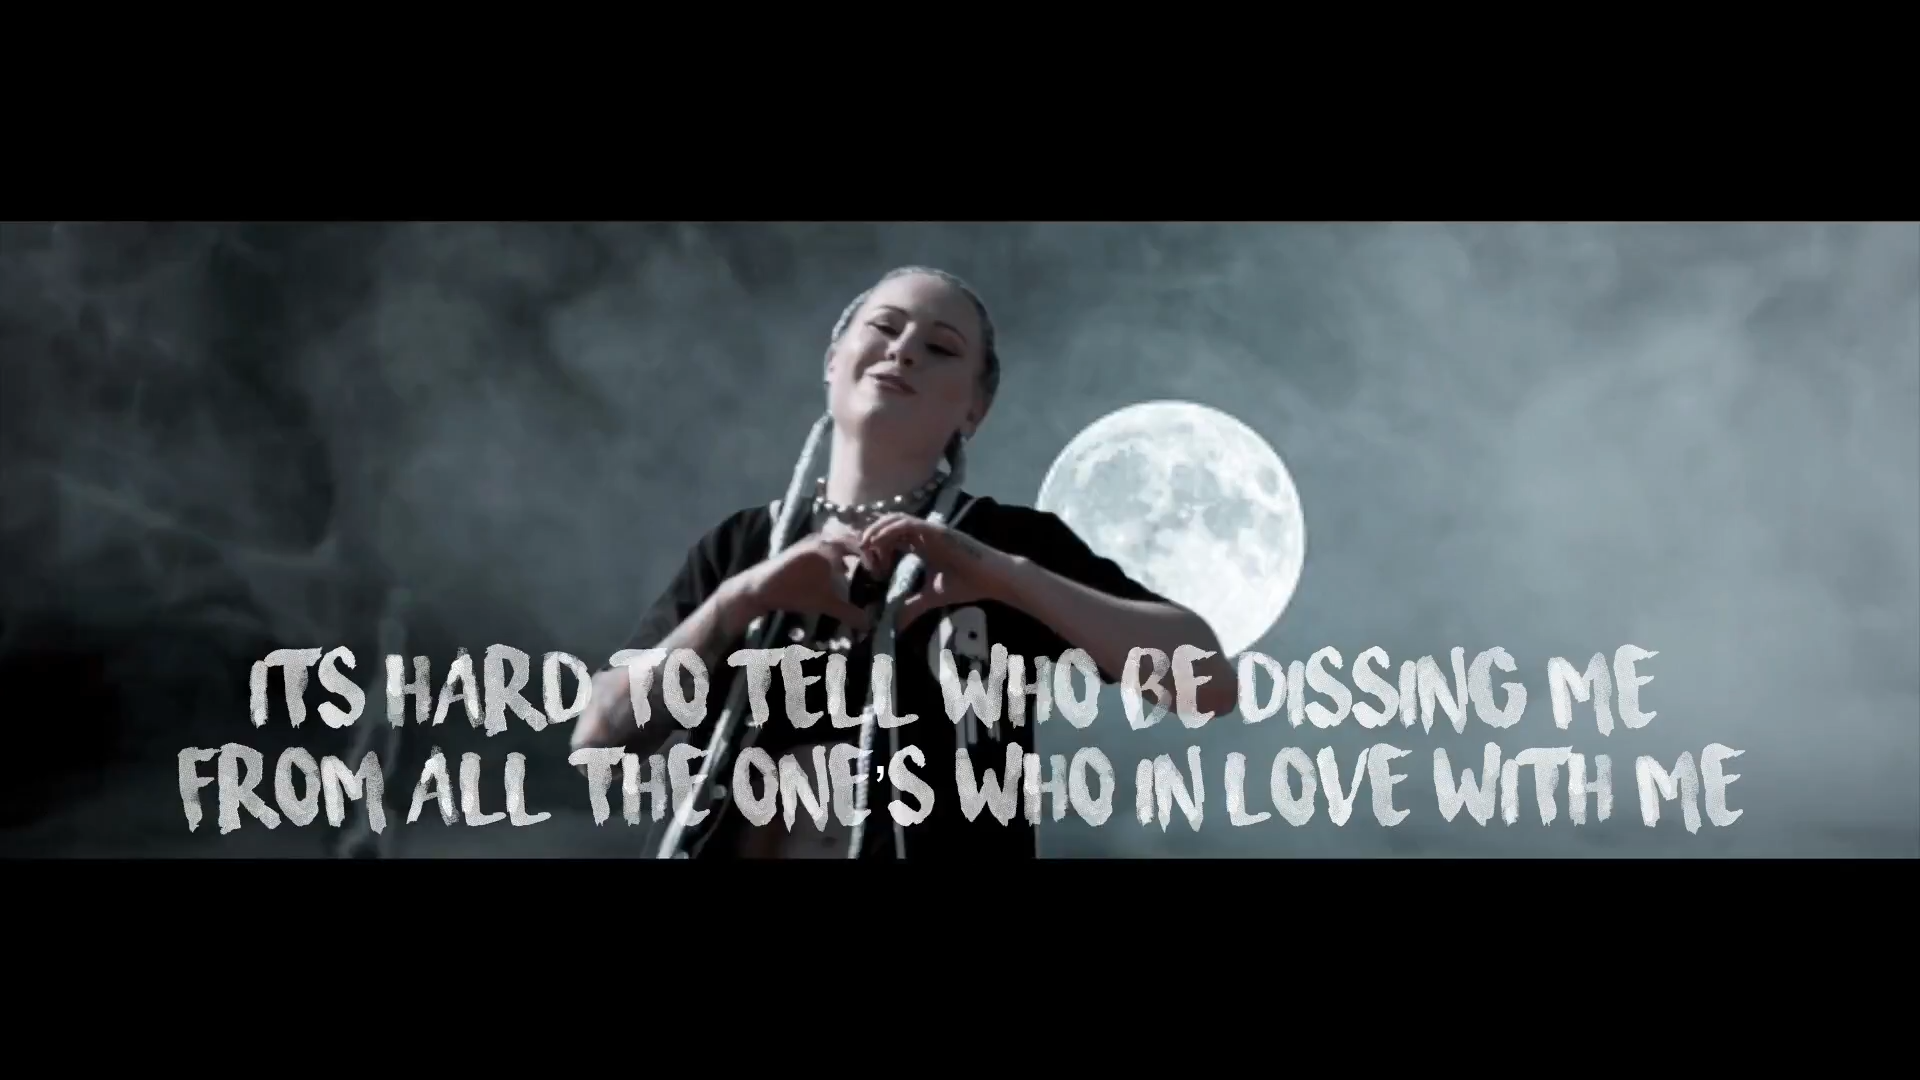 ITS HARD TO TELL WHO BE DISSING ME
FROM ALL THE ONE'S WHO IN LOVE WITH ME